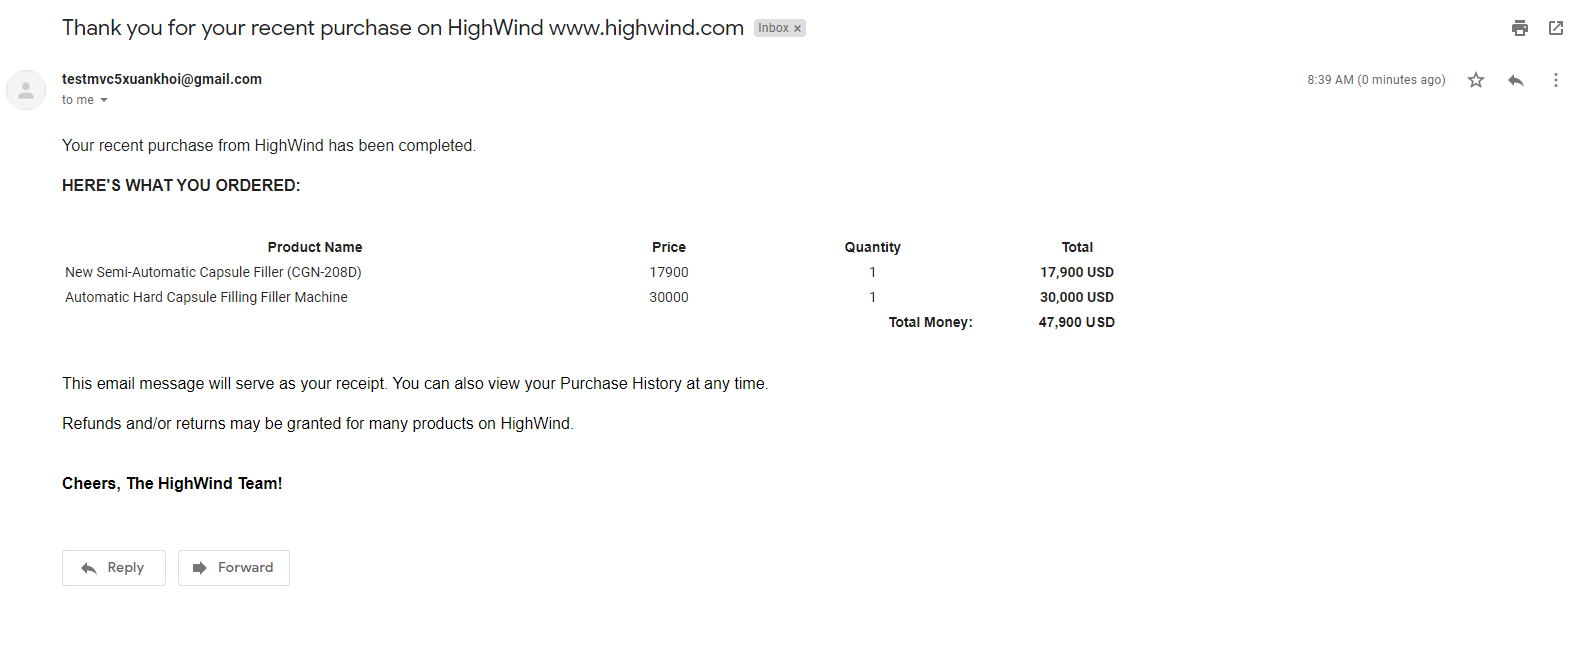 Thank you for your recent purchase on HighWind www.highwind.com Inbox ×
testmvc5xuankhoi@gmail.com 8:39 AM (0 minutes ago)
to me
Your recent purchase from HighWind has been completed.
HERE'S WHAT YOU ORDERED:
Product Name Price Quantity Total
New Semi-Automatic Capsule Filler (CGN-208D) 17900 1 17,900 USD
Automatic Hard Capsule Filling Filler Machine 30000 1 30,000 USD
Total Money: 47,900 USD
This email message will serve as your receipt. You can also view your Purchase History at any time.
Refunds and/or returns may be granted for many products on HighWind.
Cheers, The HighWind Team!
Reply Forward